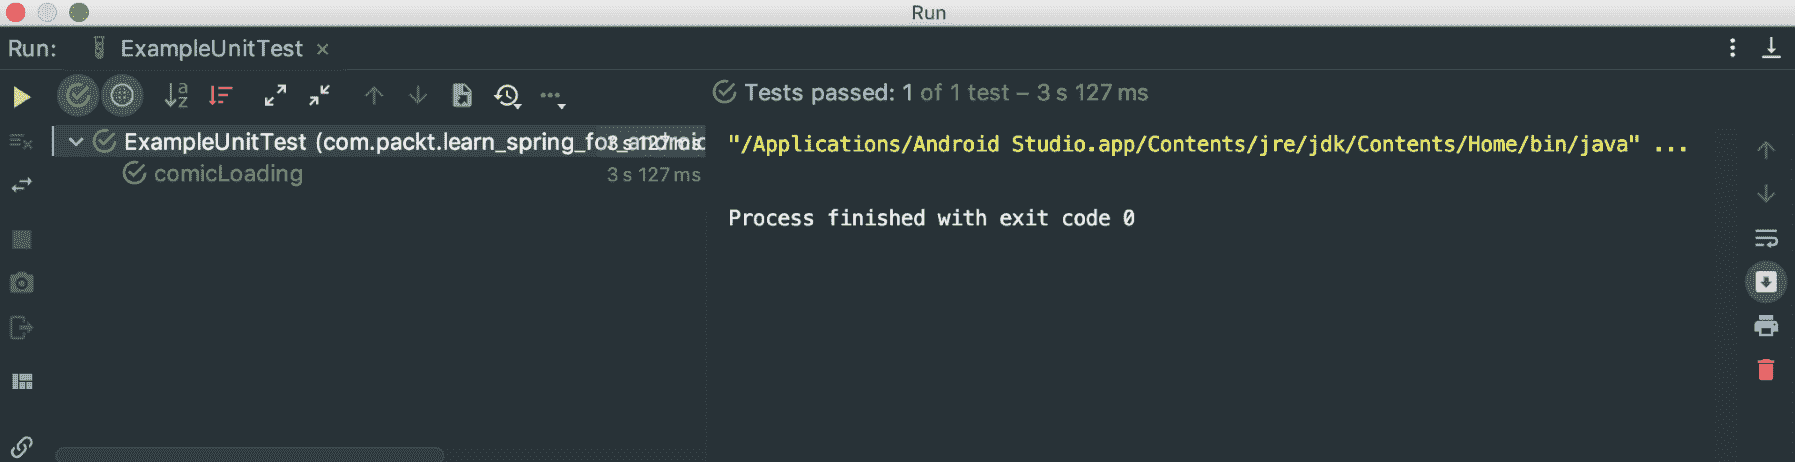 Run
Run: ExampleUnitTest ×
Tests passed: 1 of 1 test – 3 s 127 ms
ExampleUnitTest (com.packt.learn_spring_for_android 3 s 127 ms
comicLoading 3 s 127 ms
"/Applications/Android Studio.app/Contents/jre/jdk/Contents/Home/bin/java" ...
Process finished with exit code 0